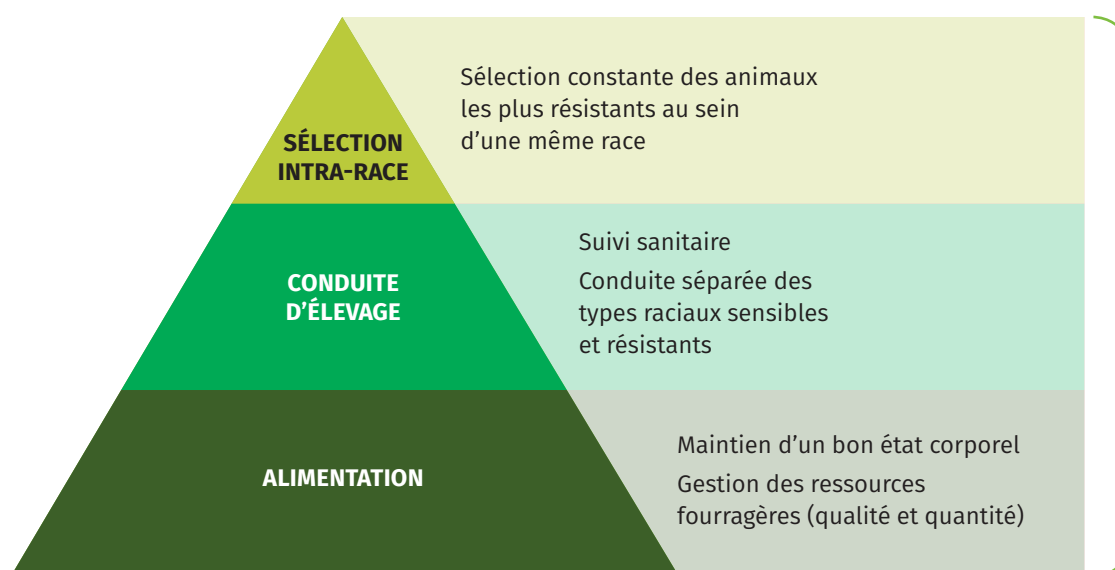 SÉLECTION
INTRA-RACE
Sélection constante des animaux
les plus résistants au sein
d’une même race
CONDUITE
D’ÉLEVAGE
Suivi sanitaire
Conduite séparée des
types raciaux sensibles
et résistants
ALIMENTATION
Maintien d’un bon état corporel
Gestion des ressources
fourragères (qualité et quantité)